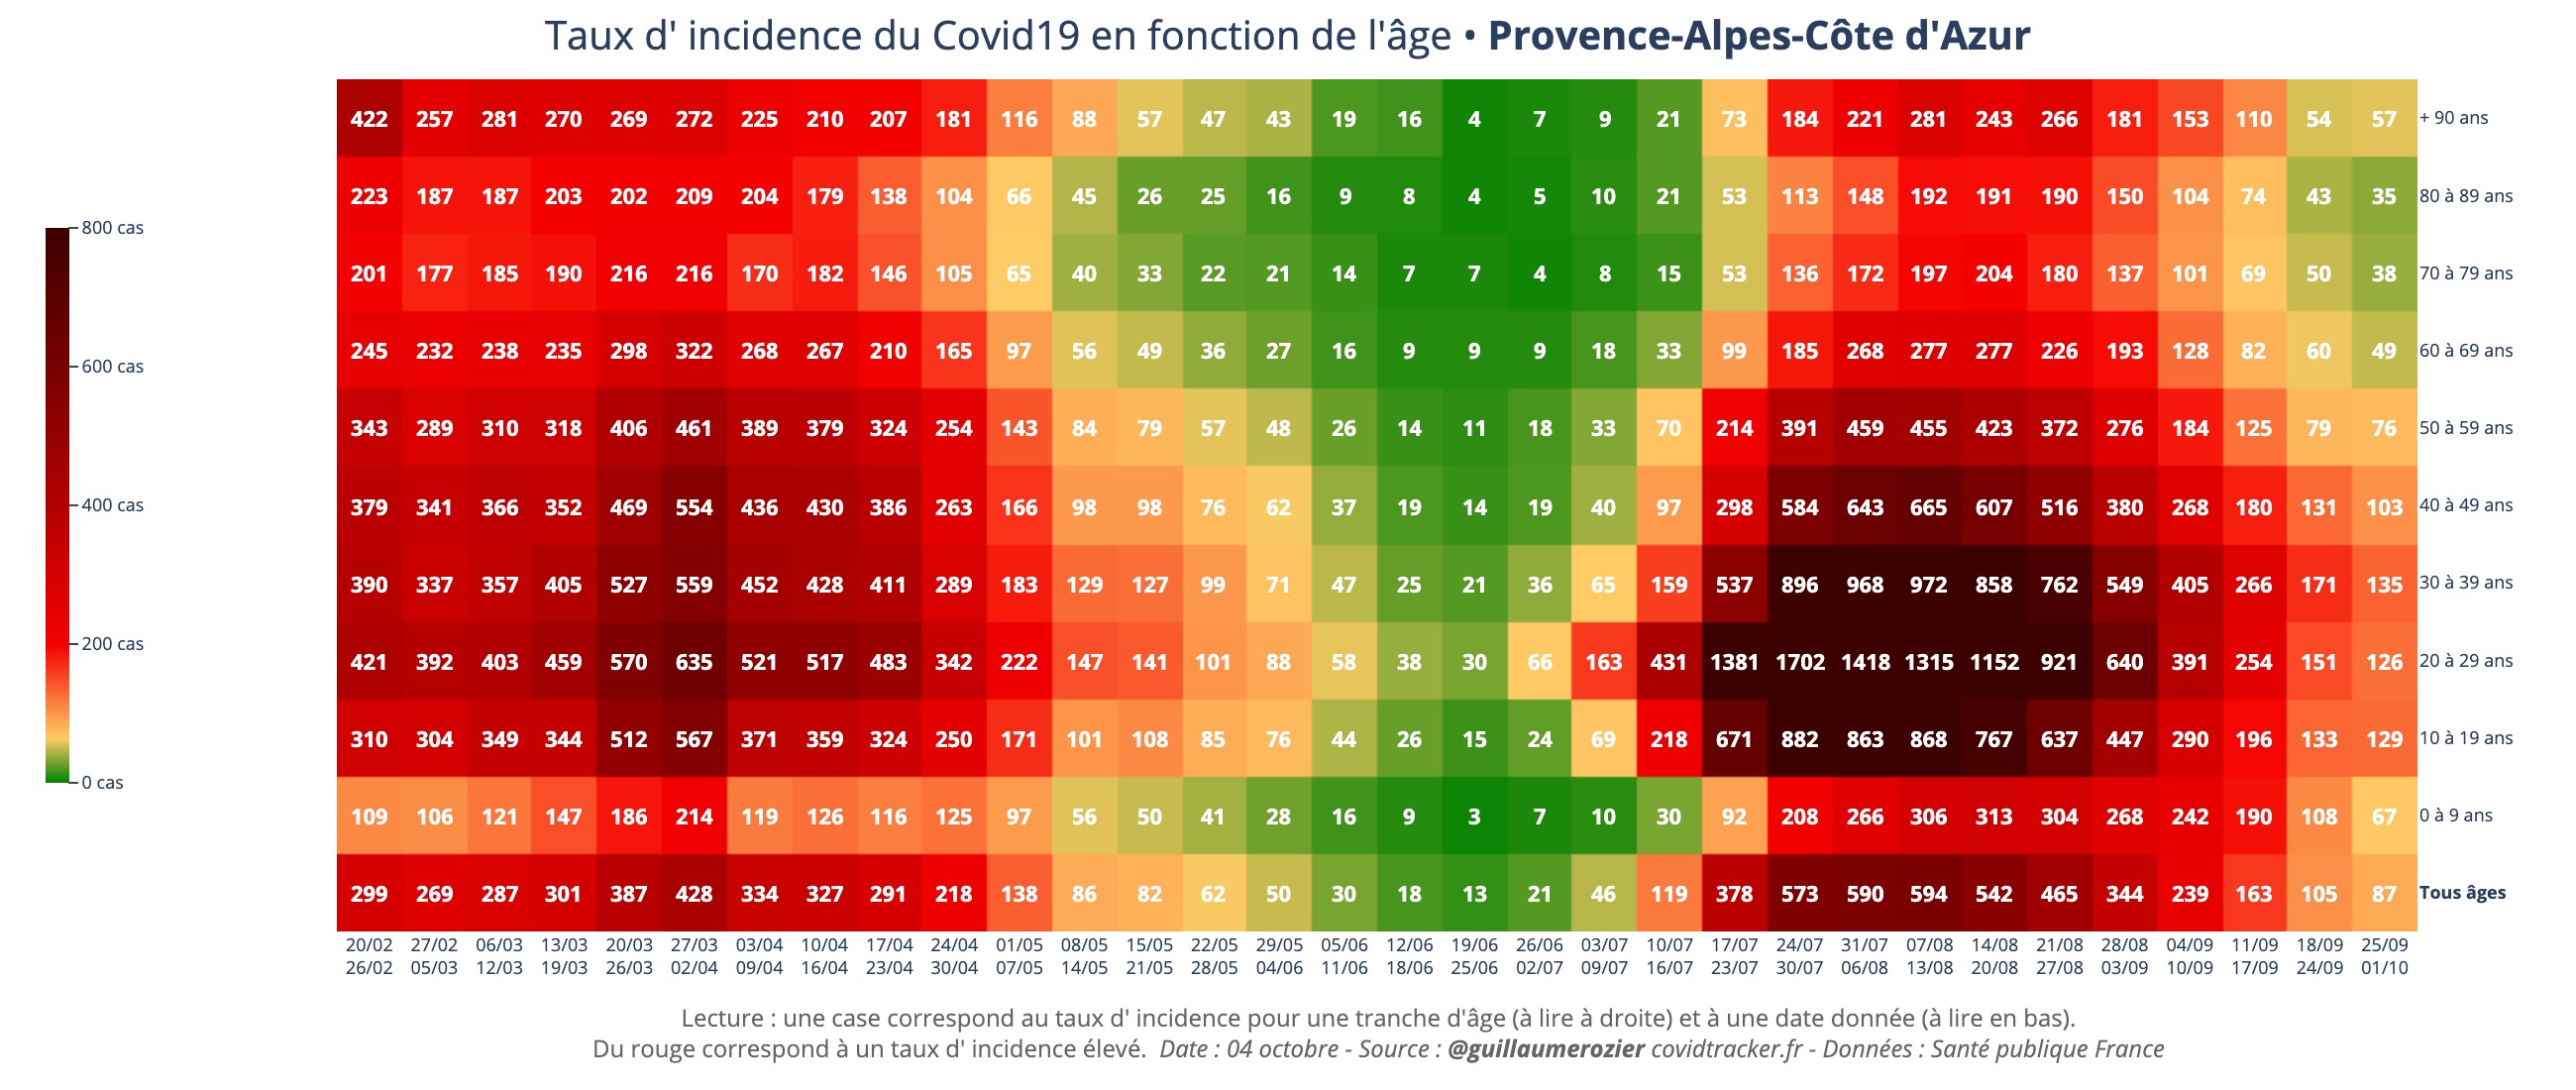 Taux d' incidence du Covid19 en fonction de l'âge • Provence-Alpes-Côte d'Azur
800 cas
600 cas
400 cas
200 cas
0 cas
422 257 281 270 269 272 225 210 207 181 116 88 57 47 43 19 16 4 7 9 21 73 184 221 281 243 266 181 153 110 54 57 + 90 ans
223 187 187 203 202 209 204 179 138 104 66 45 26 25 16 9 8 4 5 10 21 53 113 148 192 191 190 150 104 74 43 35 80 à 89 ans
201 177 185 190 216 216 170 182 146 105 65 40 33 22 21 14 7 7 4 8 15 53 136 172 197 204 180 137 101 69 50 38 70 à 79 ans
245 232 238 235 298 322 268 267 210 165 97 56 49 36 27 16 9 9 9 18 33 99 185 268 277 277 226 193 128 82 60 49 60 à 69 ans
343 289 310 318 406 461 389 379 324 254 143 84 79 57 48 26 14 11 18 33 70 214 391 459 455 423 372 276 184 125 79 76 50 à 59 ans
379 341 366 352 469 554 436 430 386 263 166 98 98 76 62 37 19 14 19 40 97 298 584 643 665 607 516 380 268 180 131 103 40 à 49 ans
390 337 357 405 527 559 452 428 411 289 183 129 127 99 71 47 25 21 36 65 159 537 896 968 972 858 762 549 405 266 171 135 30 à 39 ans
421 392 403 459 570 635 521 517 483 342 222 147 141 101 88 58 38 30 66 163 431 1381 1702 1418 1315 1152 921 640 391 254 151 126 20 à 29 ans
310 304 349 344 512 567 371 359 324 250 171 101 108 85 76 44 26 15 24 69 218 671 882 863 868 767 637 447 290 196 133 129 10 à 19 ans
109 106 121 147 186 214 119 126 116 125 97 56 50 41 28 16 9 3 7 10 30 92 208 266 306 313 304 268 242 190 108 67 0 à 9 ans
299 269 287 301 387 428 334 327 291 218 138 86 82 62 50 30 18 13 21 46 119 378 573 590 594 542 465 344 239 163 105 87 Tous âges
20/02 27/02 06/03 13/03 20/03 27/03 03/04 10/04 17/04 24/04 01/05 08/05 15/05 22/05 29/05 05/06 12/06 19/06 26/06 03/07 10/07 17/07 24/07 31/07 07/08 14/08 21/08 28/08 04/09 11/09 18/09 25/09
26/02 05/03 12/03 19/03 26/03 02/04 09/04 16/04 23/04 30/04 07/05 14/05 21/05 28/05 04/06 11/06 18/06 25/06 02/07 09/07 16/07 23/07 30/07 06/08 13/08 20/08 27/08 03/09 10/09 17/09 24/09 01/10
Lecture : une case correspond au taux d' incidence pour une tranche d'âge (à lire à droite) et à une date donnée (à lire en bas).
Du rouge correspond à un taux d' incidence élevé. Date : 04 octobre - Source : @guillaumerozier covidtracker.fr - Données : Santé publique France